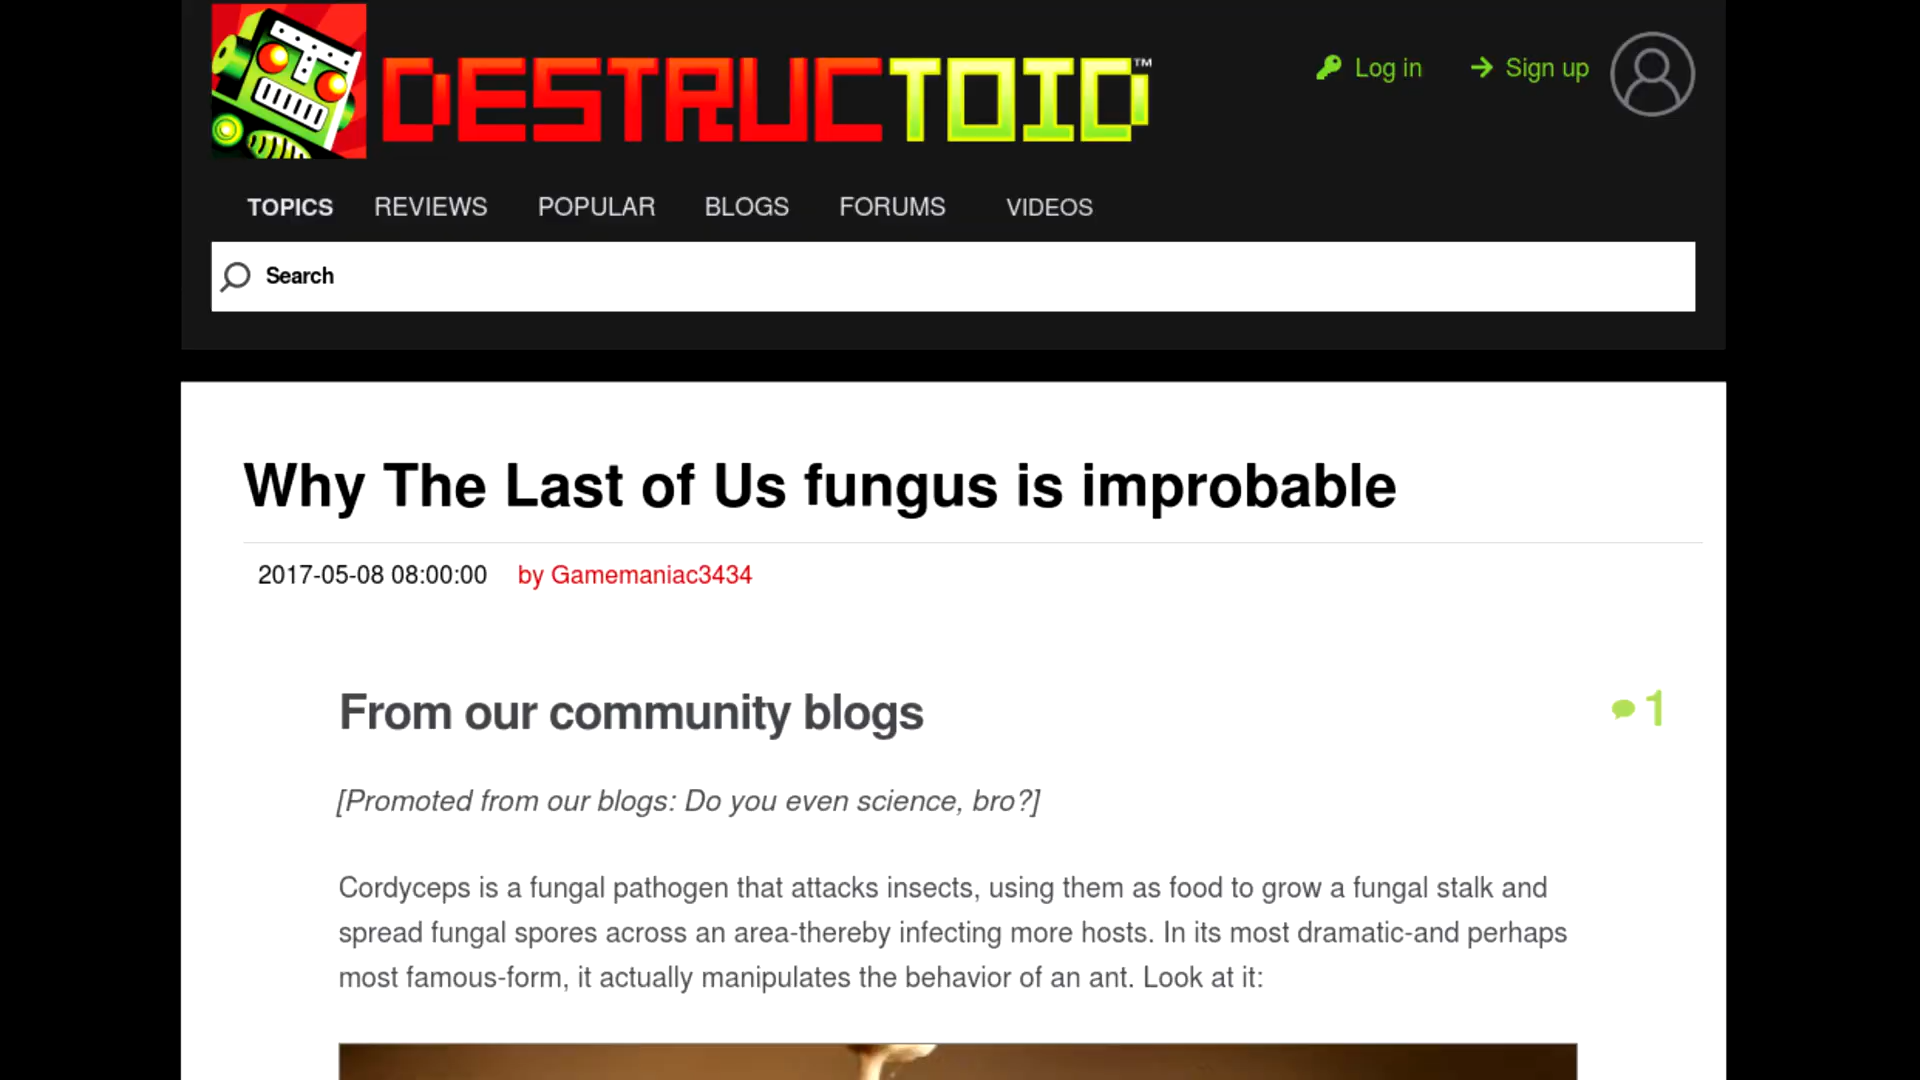 DESTRUCTOID™
Log in
Sign up
TOPICS REVIEWS POPULAR BLOGS FORUMS VIDEOS
Search
Why The Last of Us fungus is improbable
2017-05-08 08:00:00 by Gamemaniac3434
From our community blogs
1
[Promoted from our blogs: Do you even science, bro?]
Cordyceps is a fungal pathogen that attacks insects, using them as food to grow a fungal stalk and
spread fungal spores across an area-thereby infecting more hosts. In its most dramatic-and perhaps
most famous-form, it actually manipulates the behavior of an ant. Look at it: